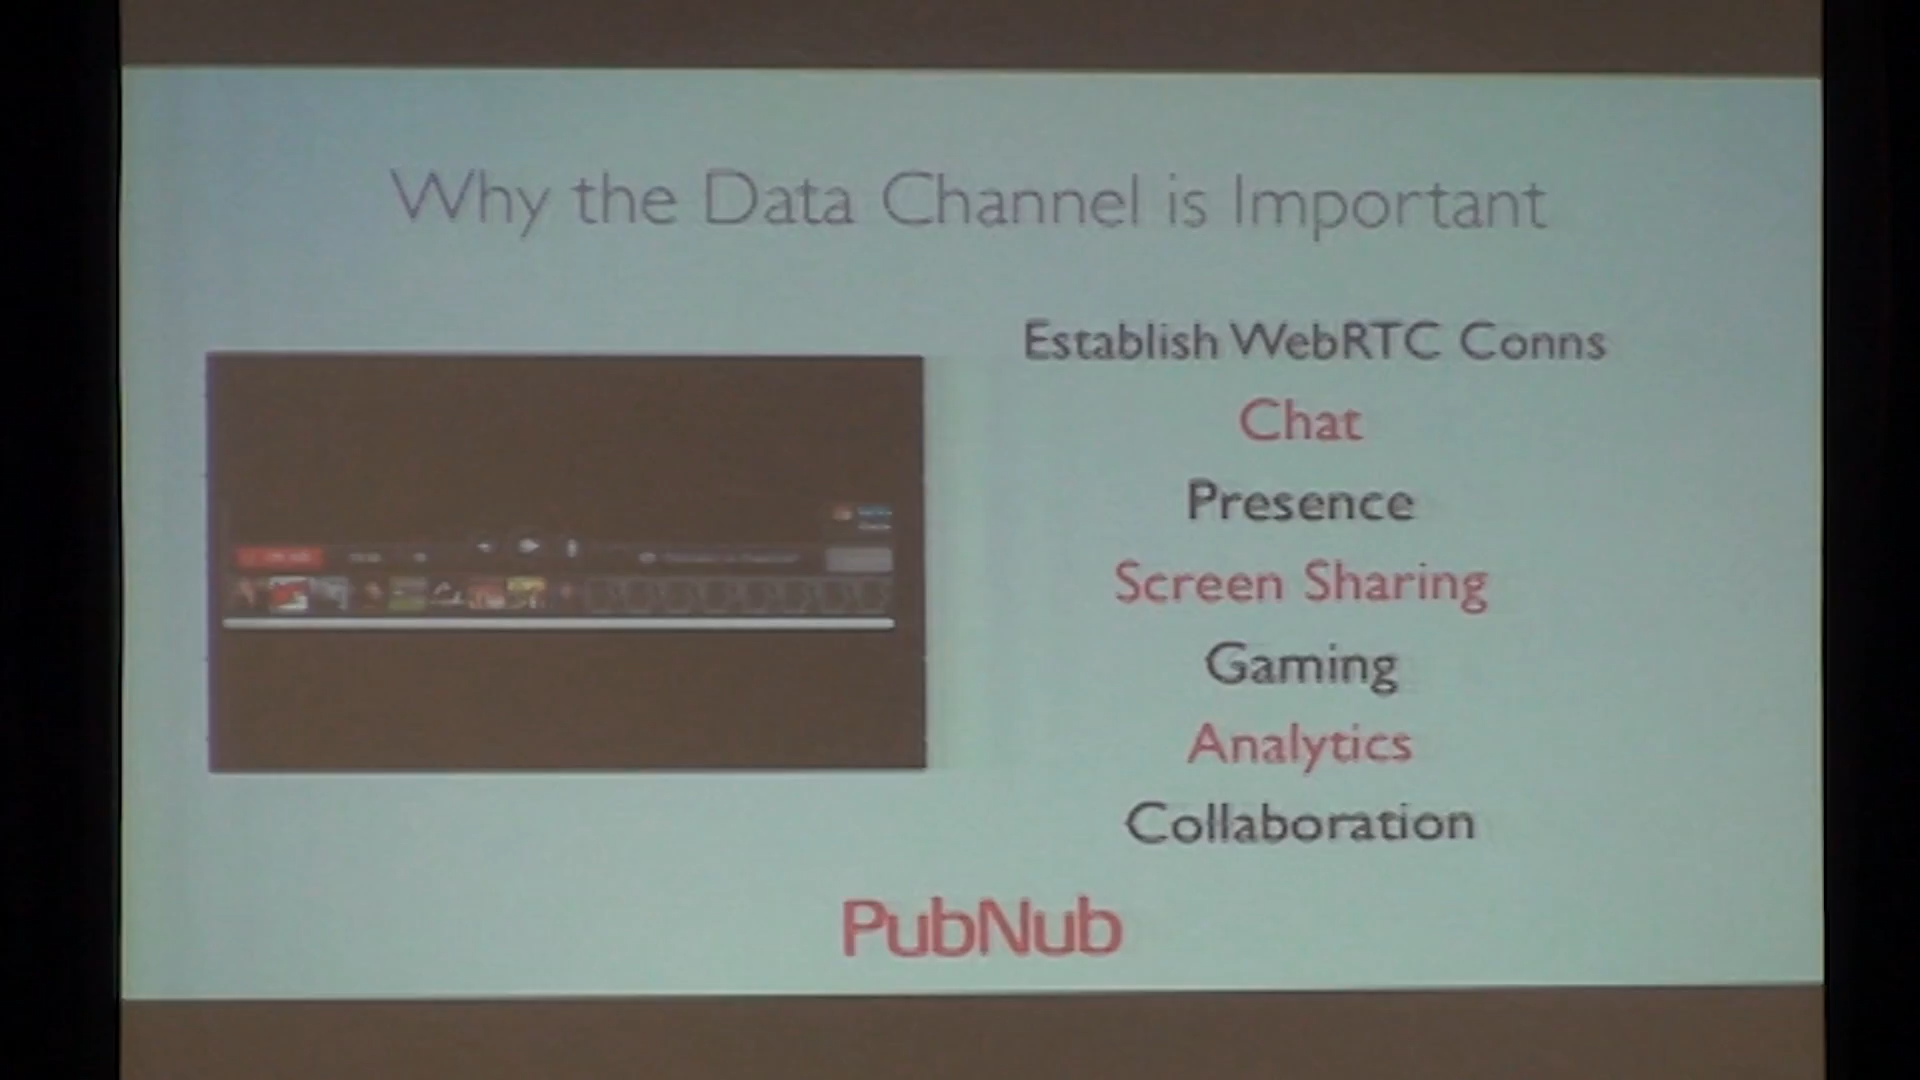 Why the Data Channel is Important
Establish WebRTC Conns
Chat
Presence
Screen Sharing
Gaming
Analytics
Collaboration
PubNub